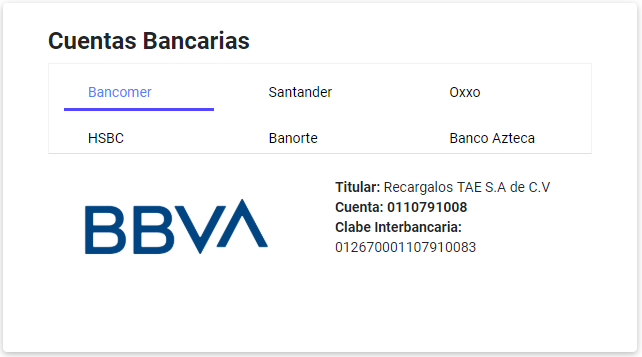 Cuentas Bancarias
Bancomer Santander Oxxo
HSBC Banorte Banco Azteca
BBVA
Titular: Recargalos TAE S.A de C.V
Cuenta: 0110791008
Clabe Interbancaria:
012670001107910083